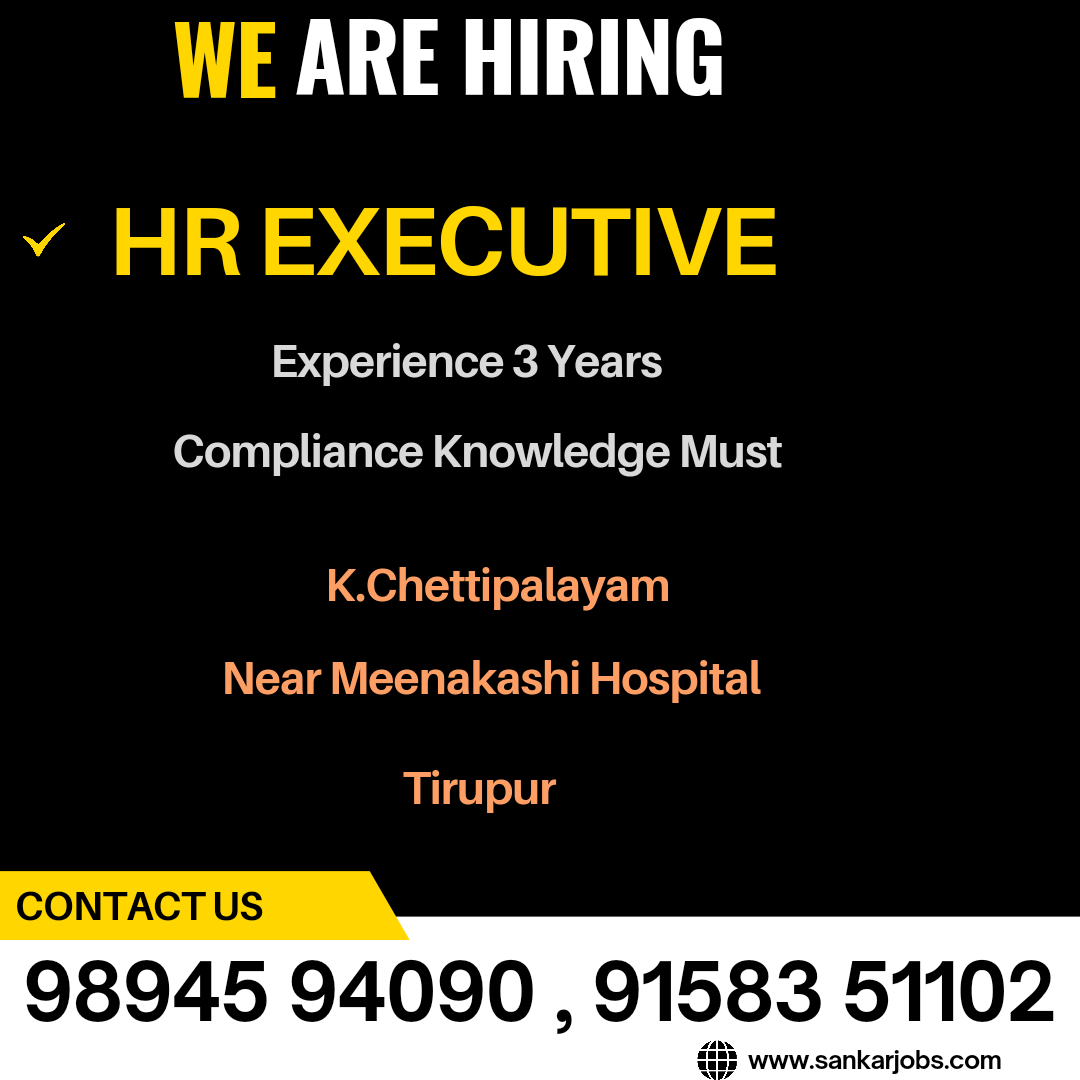 WE ARE HIRING
HR EXECUTIVE
Experience 3 Years
Compliance Knowledge Must
K.Chettipalayam
Near Meenakashi Hospital
Tirupur
CONTACT US
98945 94090 , 91583 51102
www.sankarjobs.com